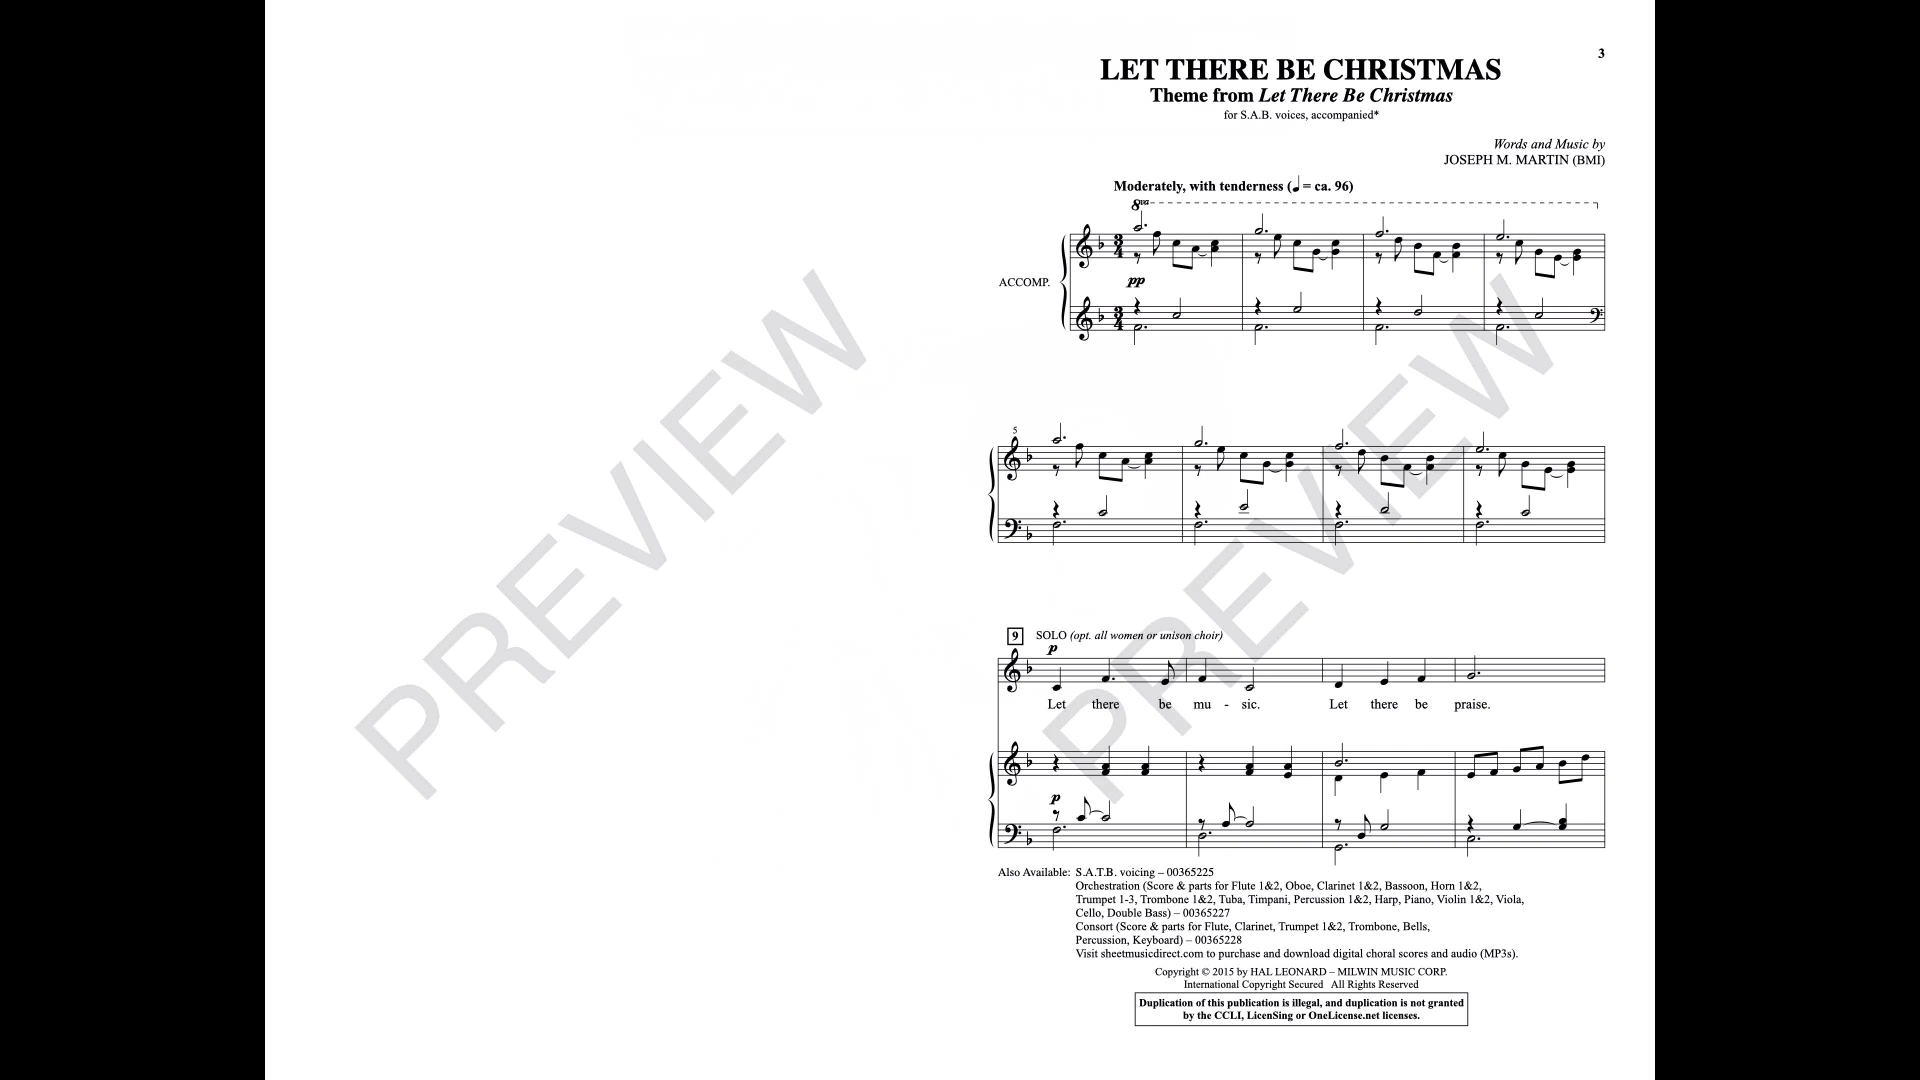 3
LET THERE BE CHRISTMAS
Theme from Let There Be Christmas
for S.A.B. voices, accompanied*
Words and Music by
JOSEPH M. MARTIN (BMI)
Moderately, with tenderness (♩ = ca. 96)
8va
ACCOMP.
pp
5
9 SOLO (opt. all women or unison choir)
p
Let there be mu - sic. Let there be praise.
p
Also Available: S.A.T.B. voicing – 00365225
Orchestration (Score & parts for Flute 1&2, Oboe, Clarinet 1&2, Bassoon, Horn 1&2,
Trumpet 1-3, Trombone 1&2, Tuba, Timpani, Percussion 1&2, Harp, Piano, Violin 1&2, Viola,
Cello, Double Bass) – 00365227
Consort (Score & parts for Flute, Clarinet, Trumpet 1&2, Trombone, Bells,
Percussion, Keyboard) – 00365228
Visit sheetmusicdirect.com to purchase and download digital choral scores and audio (MP3s).
Copyright © 2015 by HAL LEONARD – MILWIN MUSIC CORP.
International Copyright Secured All Rights Reserved
Duplication of this publication is illegal, and duplication is not granted
by the CCLI, LicenSing or OneLicense.net licenses.
PREVIEW
PREVIEW